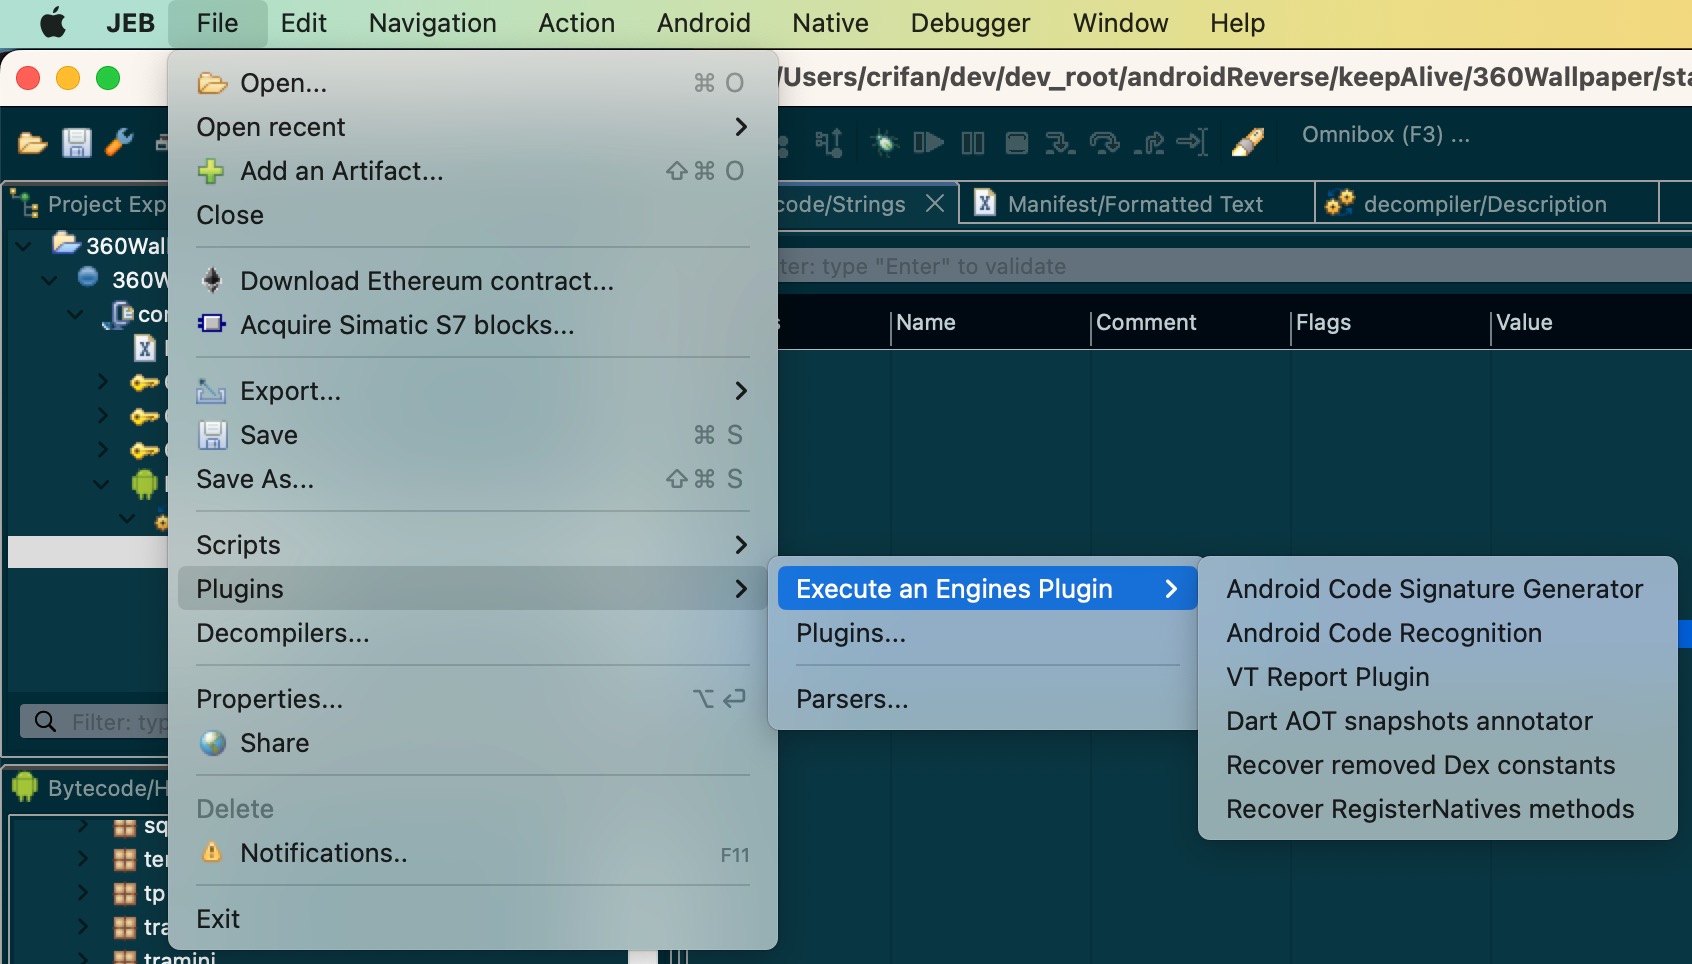 JEB File Edit Navigation Action Android Native Debugger Window Help
/Users/crifan/dev/dev_root/androidReverse/keepAlive/360Wallpaper/sta
Omnibox (F3) ...
Project Exp
360Wal
360W
cor
Filter: typ
Bytecode/H
sq
ter
tp
tra
tramini
Open... ⌘ O
Open recent
Add an Artifact... ⇧⌘ O
Close
Download Ethereum contract...
Acquire Simatic S7 blocks...
Export...
Save ⌘ S
Save As... ⇧⌘ S
Scripts
Plugins
Decompilers...
Properties... ⌥↩
Share
Delete
Notifications.. F11
Exit
Execute an Engines Plugin
Plugins...
Parsers...
Android Code Signature Generator
Android Code Recognition
VT Report Plugin
Dart AOT snapshots annotator
Recover removed Dex constants
Recover RegisterNatives methods
code/Strings
Manifest/Formatted Text
decompiler/Description
ter: type "Enter" to validate
s Name Comment Flags Value